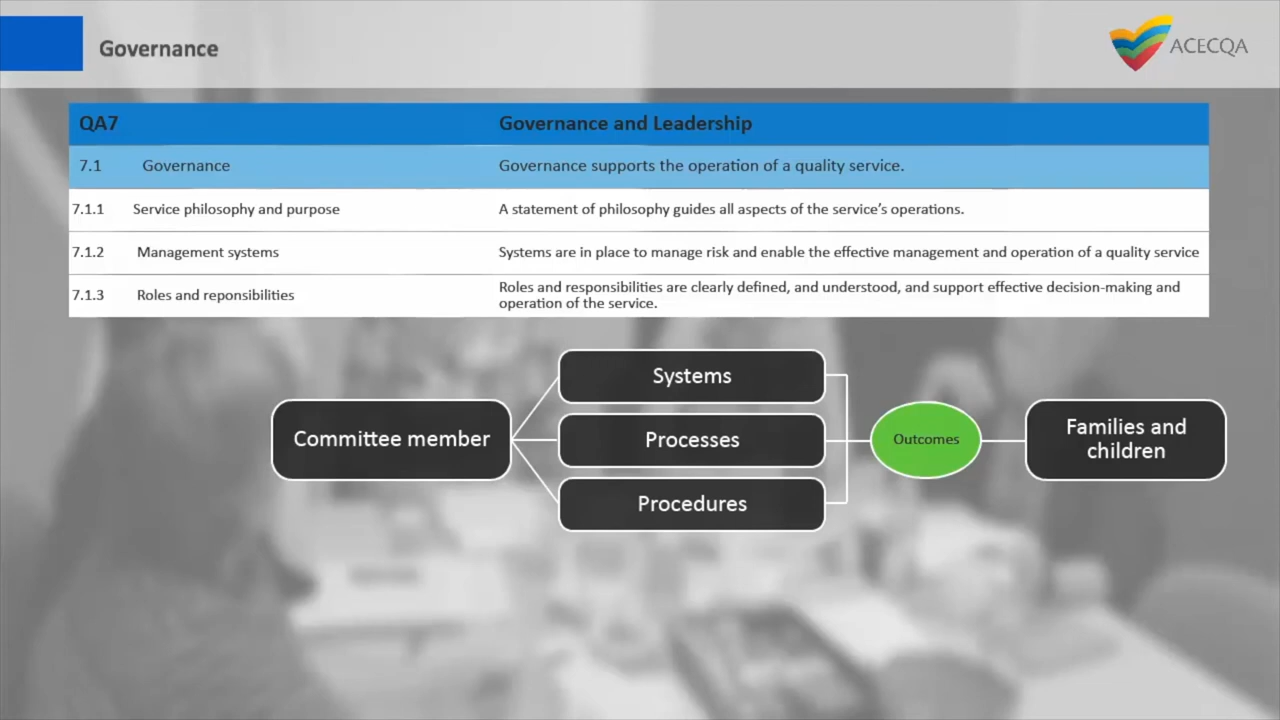 Governance
ACECQA
QA7 Governance and Leadership
7.1 Governance Governance supports the operation of a quality service.
7.1.1 Service philosophy and purpose A statement of philosophy guides all aspects of the service's operations.
7.1.2 Management systems Systems are in place to manage risk and enable the effective management and operation of a quality service
7.1.3 Roles and reponsibilities Roles and responsibilities are clearly defined, and understood, and support effective decision-making and
operation of the service.
Systems
Committee member
Processes
Procedures
Outcomes
Families and
children